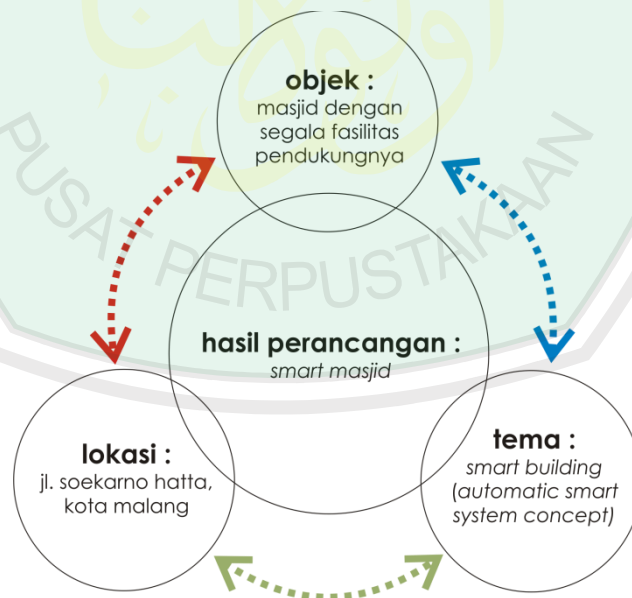 objek :
masjid dengan
segala fasilitas
pendukungnya
PUSAT PERPUSTAKAAN
hasil perancangan :
smart masjid
lokasi :
jl. soekarno hatta,
kota malang
tema :
smart building
(automatic smart
system concept)